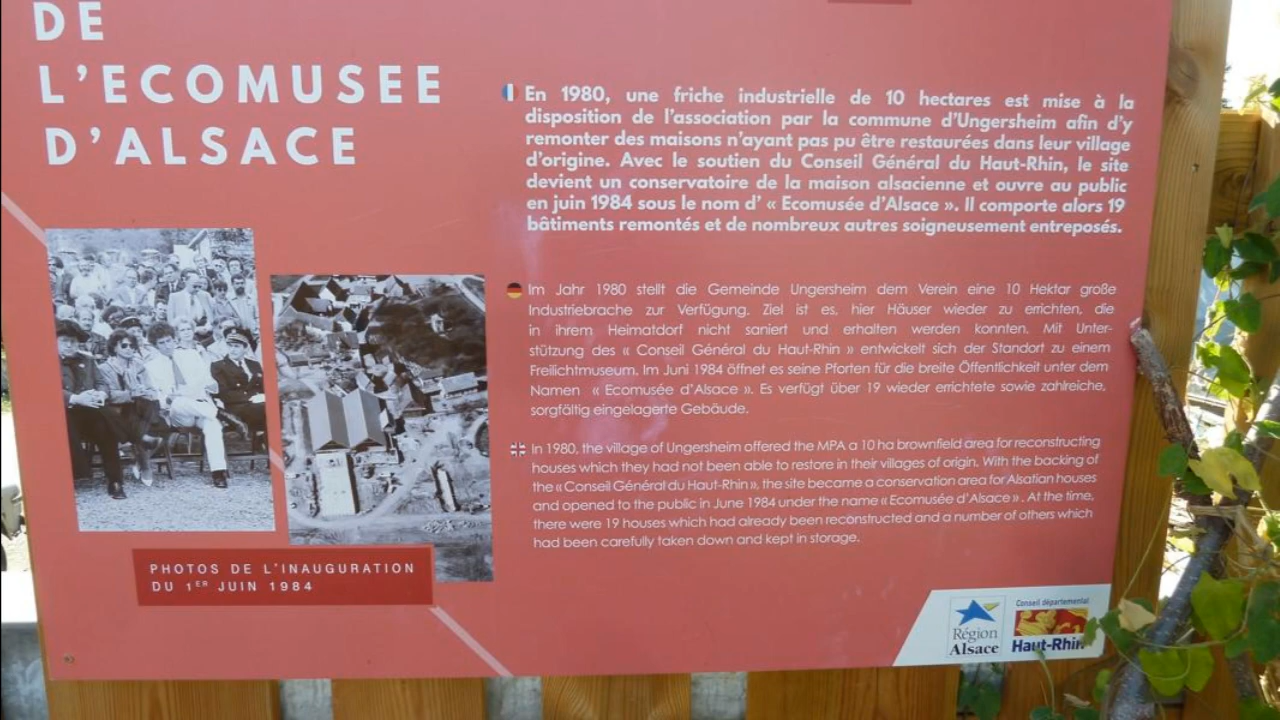 DE
L'ECOMUSEE
D'ALSACE
En 1980, une friche industrielle de 10 hectares est mise à la
disposition de l'association par la commune d'Ungersheim afin d'y
remonter des maisons n'ayant pas pu être restaurées dans leur village
d'origine. Avec le soutien du Conseil Général du Haut-Rhin, le site
devient un conservatoire de la maison alsacienne et ouvre au public
en juin 1984 sous le nom d' « Ecomusée d'Alsace ». Il comporte alors 19
bâtiments remontés et de nombreux autres soigneusement entreposés.
Im Jahr 1980 stellt die Gemeinde Ungersheim dem Verein eine 10 Hektar große
Industriebrache zur Verfügung. Ziel ist es, hier Häuser wieder zu errichten, die
in ihrem Heimatdorf nicht saniert und erhalten werden konnten. Mit Unter-
stützung des « Conseil Général du Haut-Rhin » entwickelt sich der Standort zu einem
Freilichtmuseum. Im Juni 1984 öffnet es seine Pforten für die breite Öffentlichkeit unter dem
Namen « Ecomusée d'Alsace ». Es verfügt über 19 wieder errichtete sowie zahlreiche,
sorgfältig eingelagerte Gebäude.
In 1980, the village of Ungersheim offered the MPA a 10 ha brownfield area for reconstructing
houses which they had not been able to restore in their villages of origin. With the backing of
the « Conseil Général du Haut-Rhin », the site became a conservation area for Alsatian houses
and opened to the public in June 1984 under the name « Ecomusée d'Alsace » . At the time,
there were 19 houses which had already been reconstructed and a number of others which
had been carefully taken down and kept in storage.
PHOTOS DE L'INAUGURATION
DU 1ER JUIN 1984
Région
Alsace
Conseil départemental
Haut-Rhin